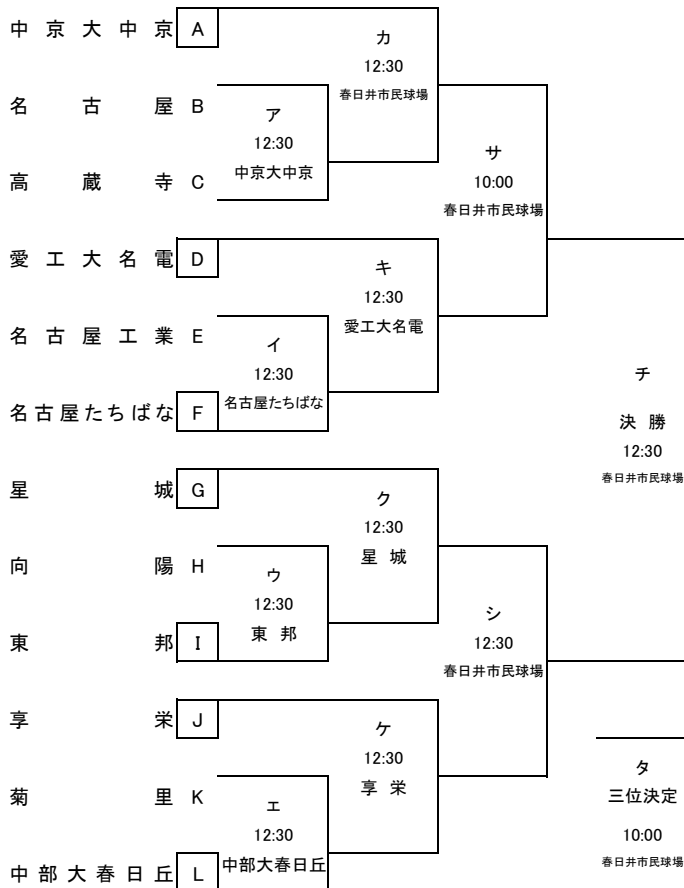 中京大中京 A
カ
12:30
春日井市民球場
名古屋 B
ア
12:30
中京大中京
高蔵寺 C
サ
10:00
春日井市民球場
愛工大名電 D
キ
12:30
愛工大名電
名古屋工業 E
イ
12:30
名古屋たちばな
名古屋たちばな F
チ
決勝
12:30
春日井市民球場
星城 G
ク
12:30
星城
向陽 H
ウ
12:30
東邦
東邦 I
シ
12:30
春日井市民球場
享栄 J
ケ
12:30
享栄
菊里 K
エ
12:30
中部大春日丘
中部大春日丘 L
タ
三位決定
10:00
春日井市民球場